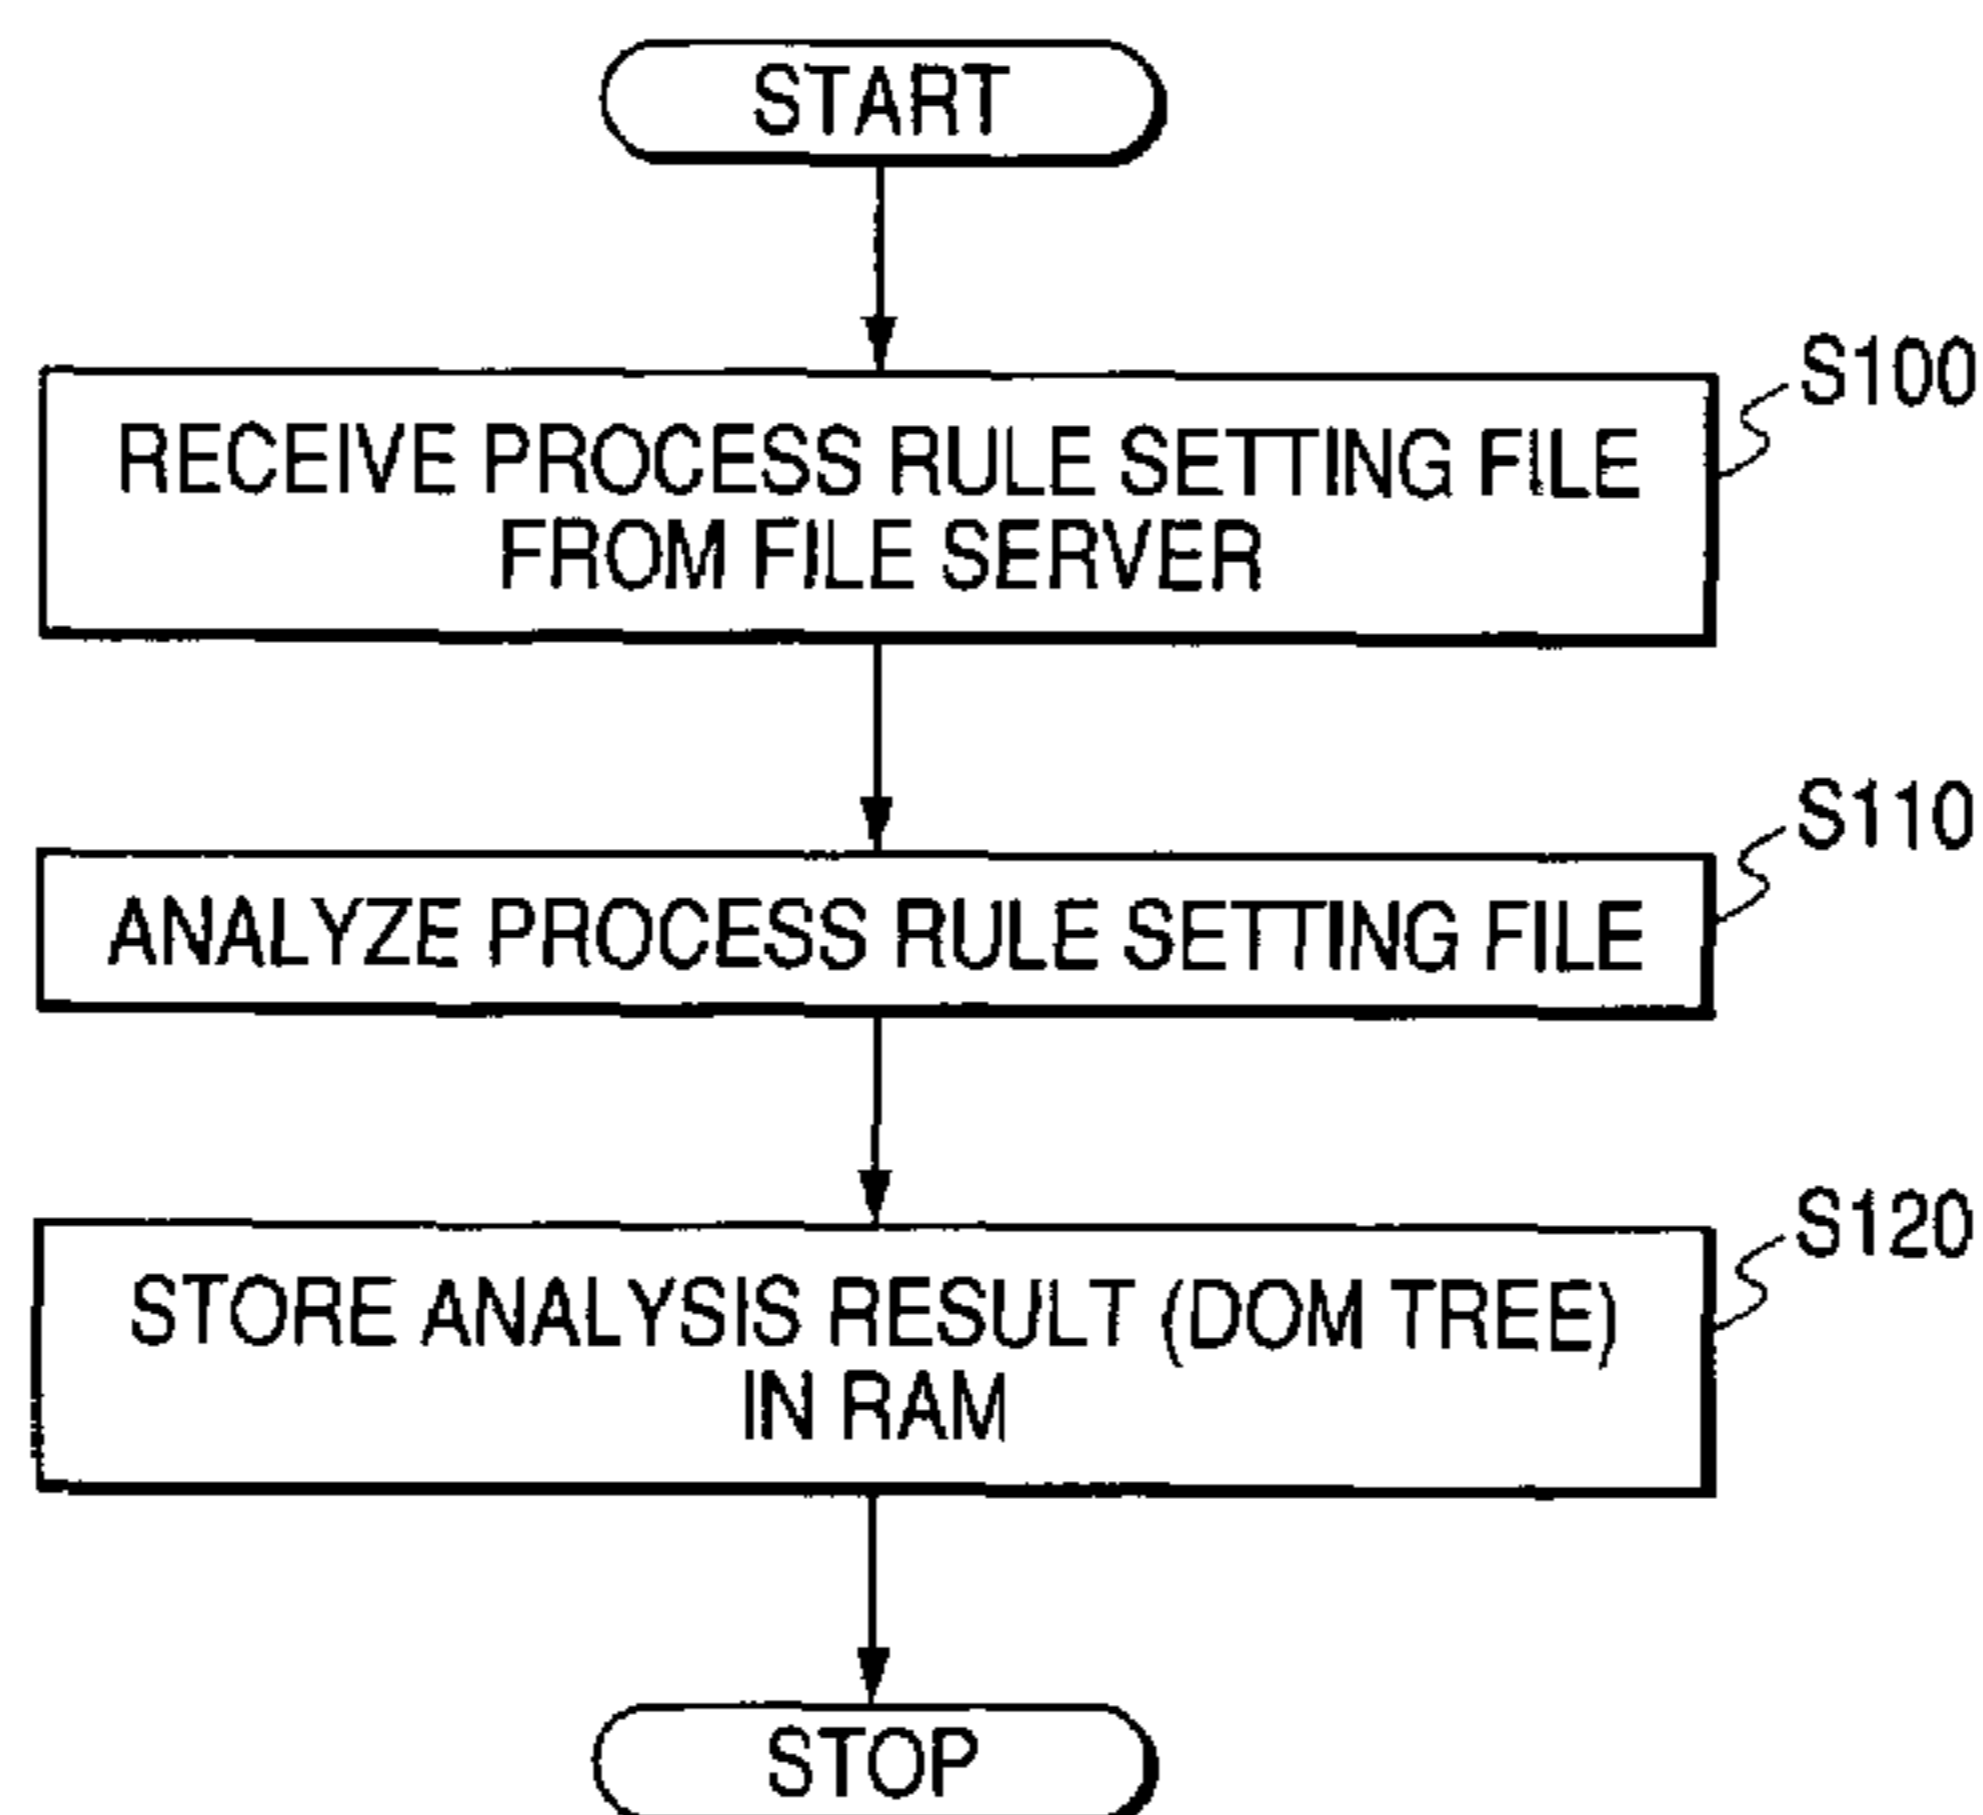 START
S100
RECEIVE PROCESS RULE SETTING FILE
FROM FILE SERVER
S110
ANALYZE PROCESS RULE SETTING FILE
S120
STORE ANALYSIS RESULT (DOM TREE)
IN RAM
STOP